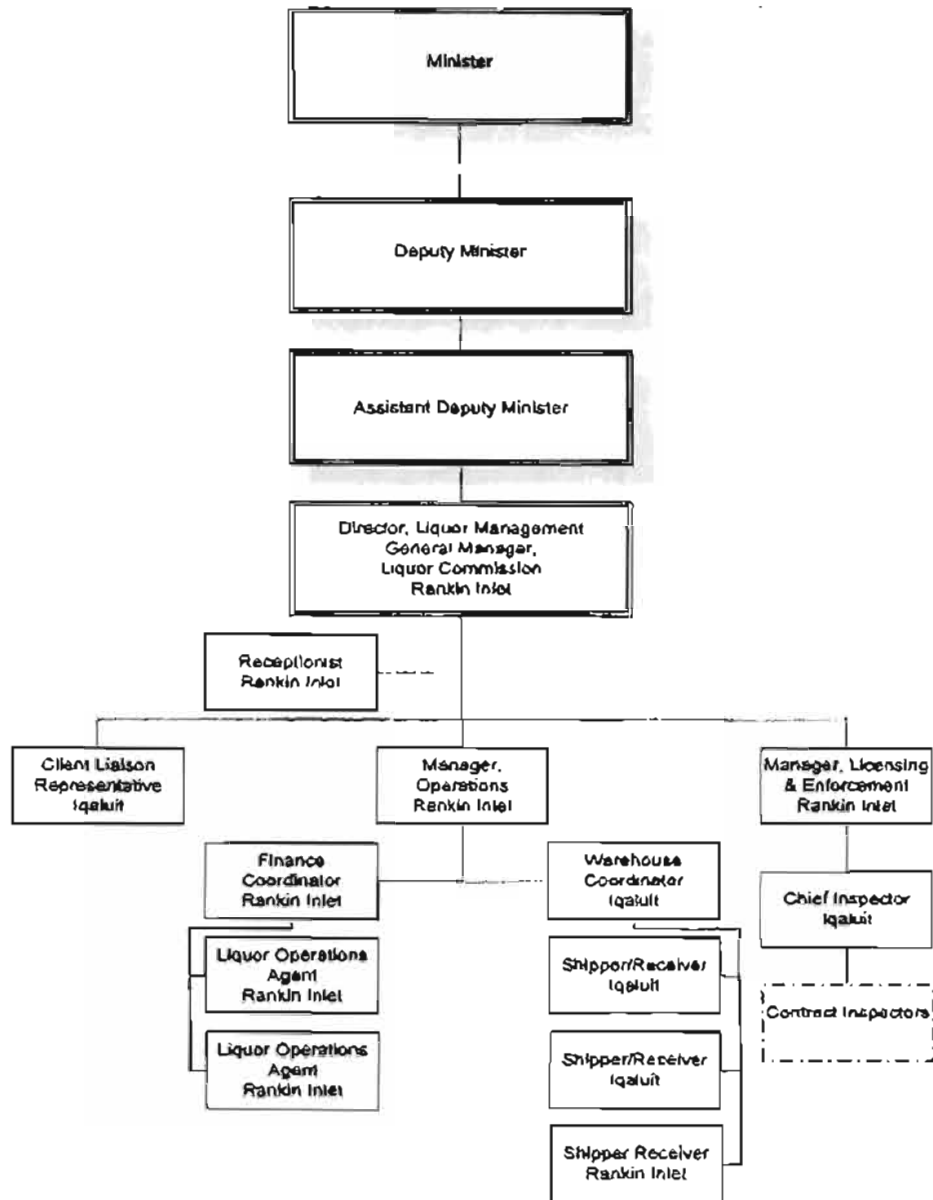 Minister
Deputy Minister
Assistant Deputy Minister
Director, Liquor Management
General Manager,
Liquor Commission
Rankin Inlet
Receptionist
Rankin Inlet
Client Liaison
Representative
Iqaluit
Manager,
Operations
Rankin Inlet
Manager, Licensing
& Enforcement
Rankin Inlet
Finance
Coordinator
Rankin Inlet
Warehouse
Coordinator
Iqaluit
Chief Inspector
Iqaluit
Liquor Operations
Agent
Rankin Inlet
Shipper/Receiver
Iqaluit
Contract Inspectors
Liquor Operations
Agent
Rankin Inlet
Shipper/Receiver
Iqaluit
Shipper Receiver
Rankin Inlet